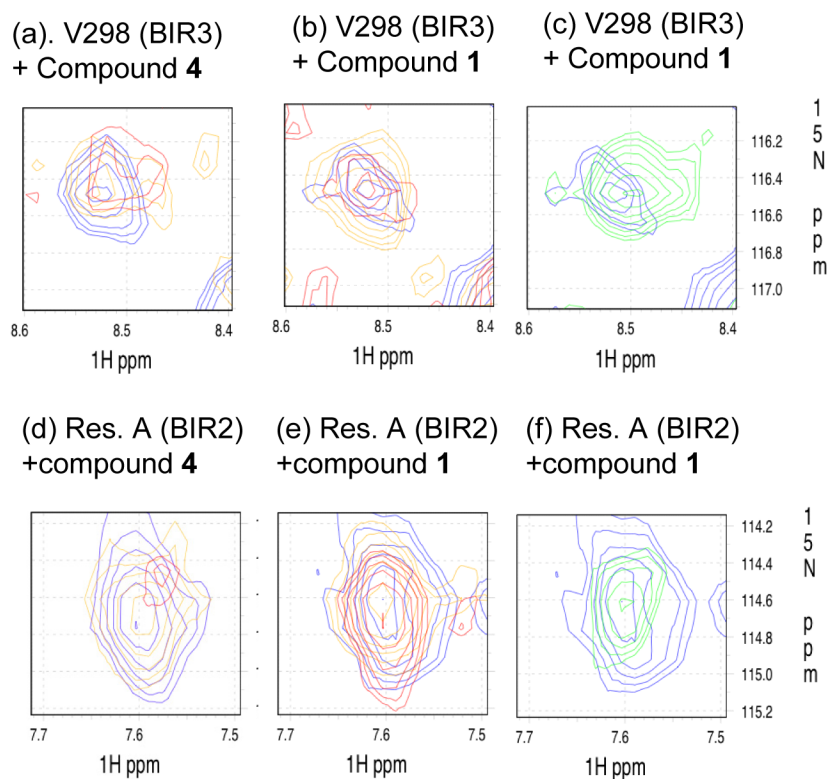 (a). V298 (BIR3)
+ Compound 4
(b) V298 (BIR3)
+ Compound 1
(c) V298 (BIR3)
+ Compound 1
116.2
116.4
116.6
116.8
117.0
15N ppm
8.6 8.5 8.4
8.6 8.5 8.4
8.6 8.5 8.4
1H ppm
1H ppm
1H ppm
(d) Res. A (BIR2)
+compound 4
(e) Res. A (BIR2)
+compound 1
(f) Res. A (BIR2)
+compound 1
114.2
114.4
114.6
114.8
115.0
115.2
15N ppm
7.7 7.6 7.5
7.7 7.6 7.5
7.7 7.6 7.5
1H ppm
1H ppm
1H ppm